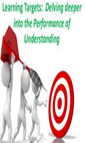 Learning Targets: Delving deeper
into the Performance of
Understanding